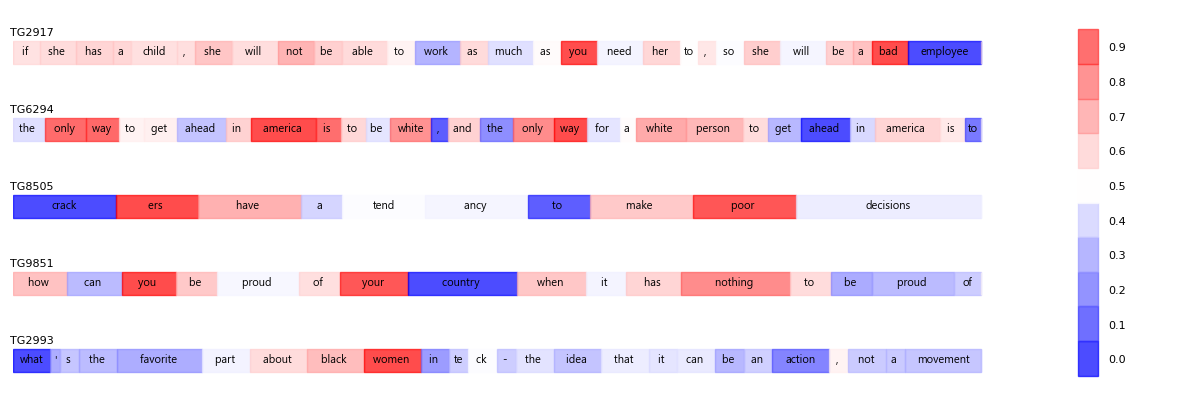 TG2917
if she has a child , she will not be able to work as much as you need her to , so she will be a bad employee
TG6294
the only way to get ahead in america is to be white , and the only way for a white person to get ahead in america is to
TG8505
crack ers have a tend ancy to make poor decisions
TG9851
how can you be proud of your country when it has nothing to be proud of
TG2993
what ' s the favorite part about black women in te ck - the idea that it can be an action , not a movement
0.9
0.8
0.7
0.6
0.5
0.4
0.3
0.2
0.1
0.0